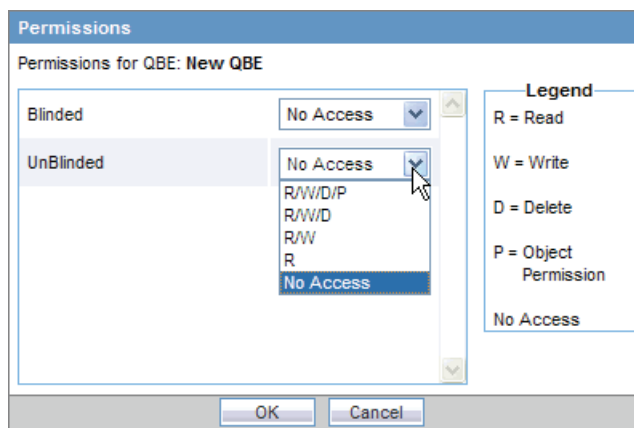 Permissions
Permissions for QBE: New QBE
Blinded
No Access
UnBlinded
No Access
R/W/D/P
R/W/D
R/W
R
No Access
Legend
R = Read
W = Write
D = Delete
P = Object
Permission
No Access
OK
Cancel